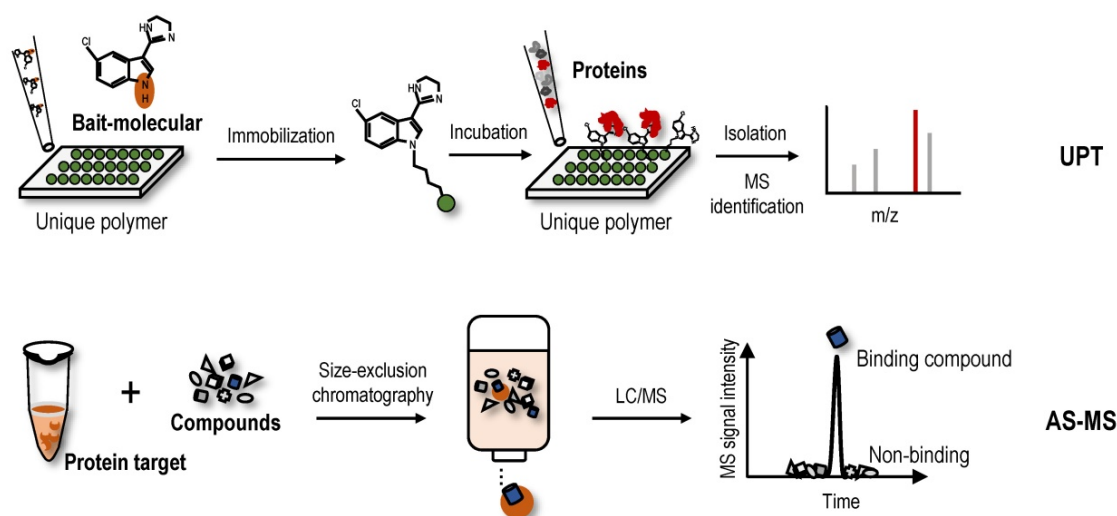 HN
N
Cl
N
H
Bait-molecular
Unique polymer
Immobilization
HN
N
Cl
N
Incubation
Proteins
Unique polymer
Isolation
MS
identification
m/z
UPT
Protein target
+
Compounds
Size-exclusion
chromatography
LC/MS
MS signal intensity
Binding compound
Non-binding
Time
AS-MS